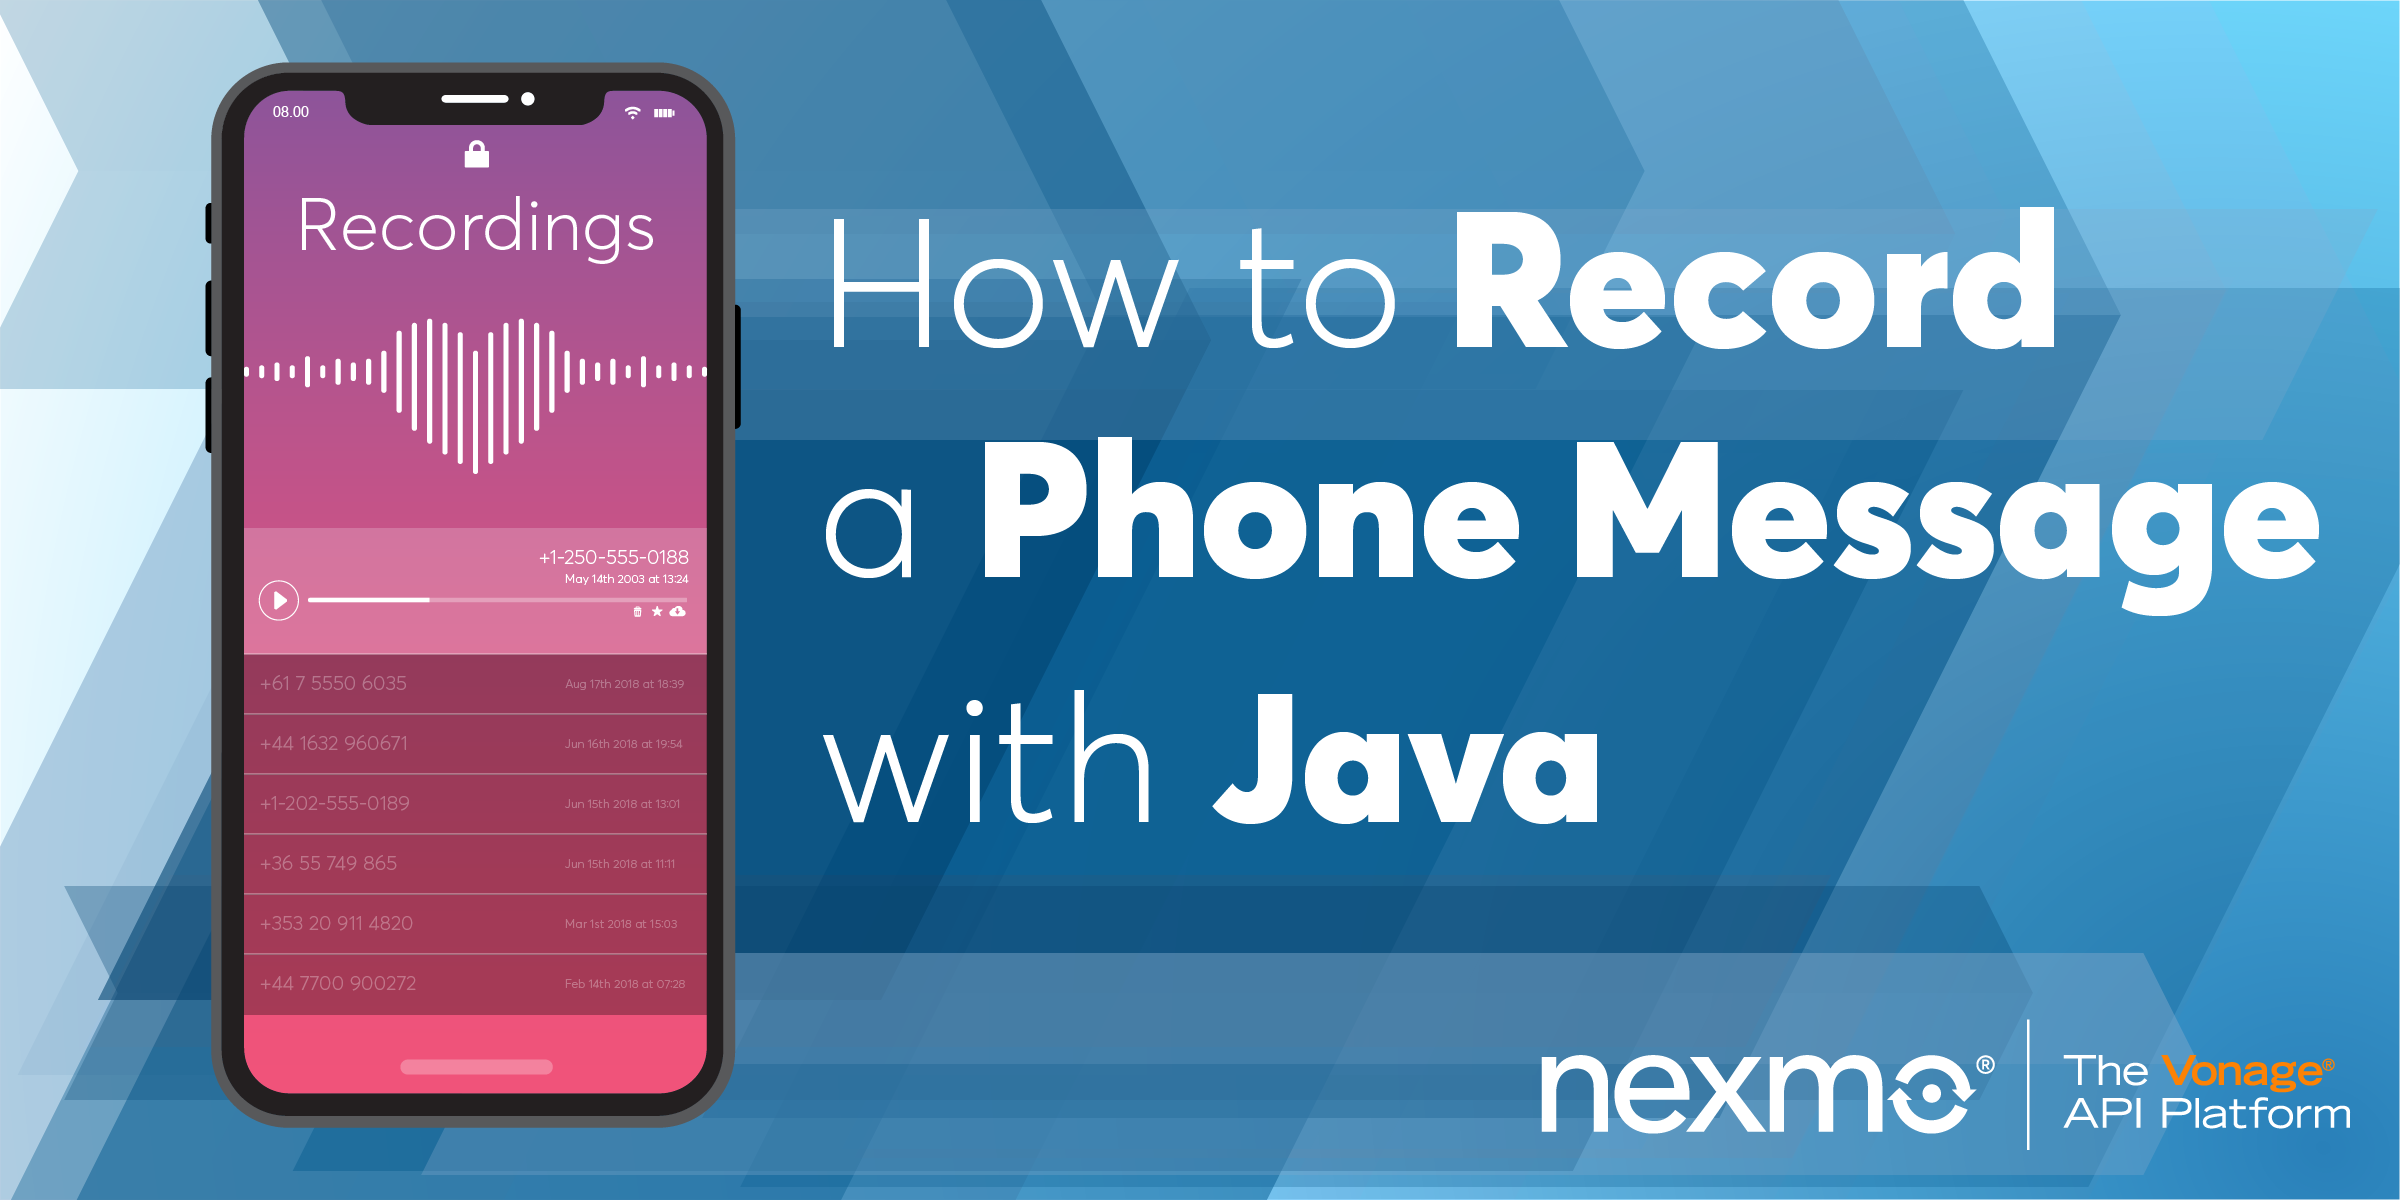 08.00
Recordings
+1-250-555-0188
May 14th 2003 at 13:24
+61 7 5550 6035 Aug 17th 2018 at 18:39
+44 1632 960671 Jun 16th 2018 at 19:54
+1-202-555-0189 Jun 15th 2018 at 13:01
+36 55 749 865 Jun 15th 2018 at 11:11
+353 20 911 4820 Mar 1st 2018 at 15:03
+44 7700 900272 Feb 14th 2018 at 07:28
How to Record
a Phone Message
with Java
nexmo®
The Vonage®
API Platform